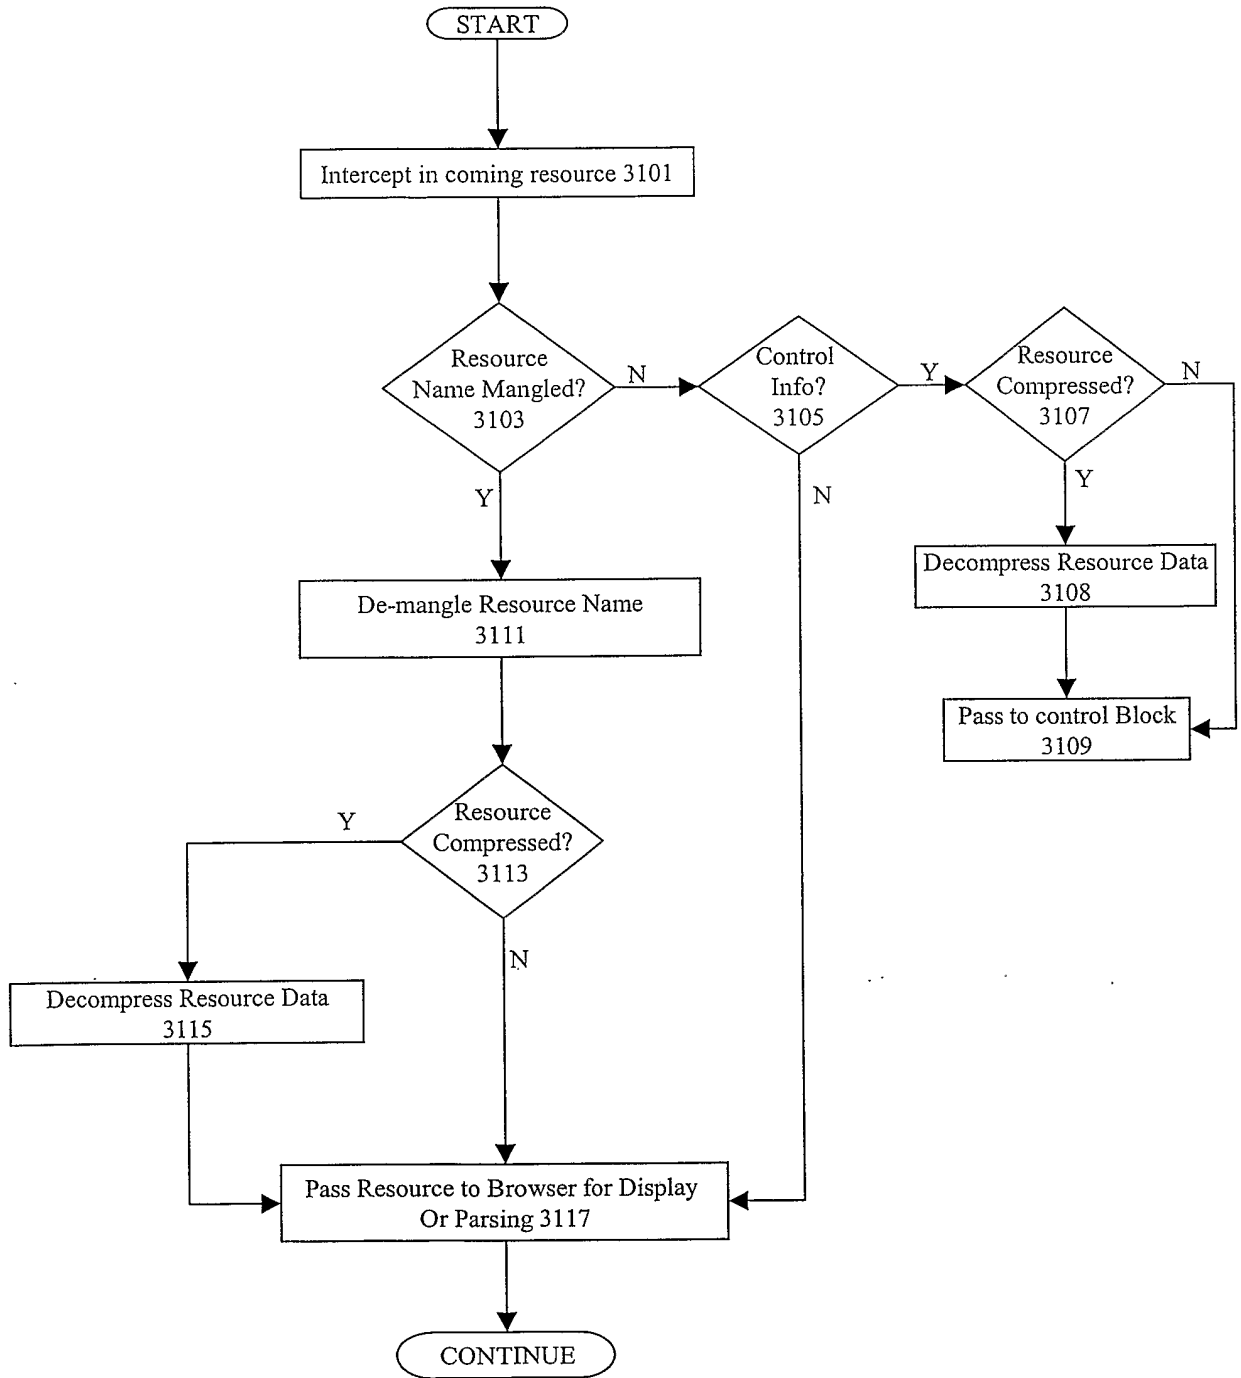 START
Intercept in coming resource 3101
Resource
Name Mangled?
3103
N
Control
Info?
3105
Y
Resource
Compressed?
3107
N
Y
N
Y
Decompress Resource Data
3108
De-mangle Resource Name
3111
Pass to control Block
3109
Resource
Compressed?
3113
Y
N
Decompress Resource Data
3115
Pass Resource to Browser for Display
Or Parsing 3117
CONTINUE